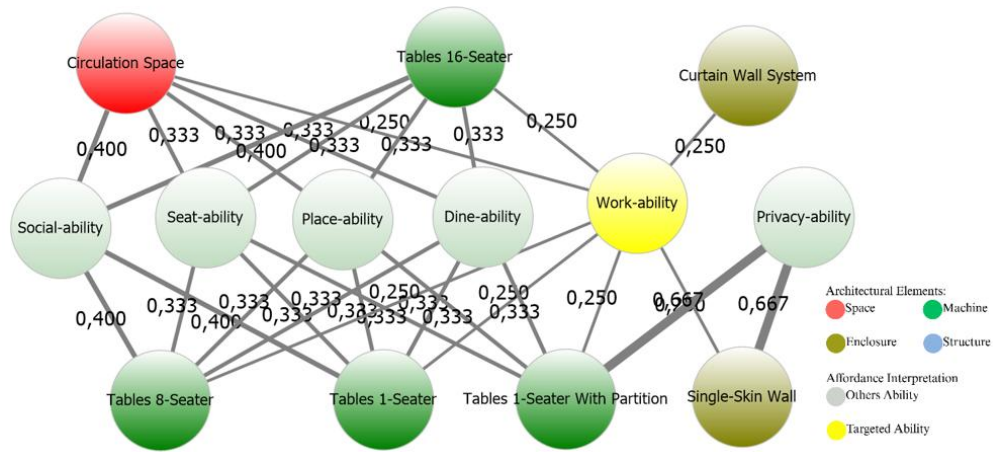 Circulation Space
Tables 16-Seater
Curtain Wall System
0,400
0,333
0,333
0,333
0,250
0,400
0,333
0,333
0,333
0,250
0,250
Social-ability
Seat-ability
Place-ability
Dine-ability
Work-ability
Privacy-ability
0,400
0,333
0,400
0,333
0,333
0,333
0,250
0,333
0,333
0,333
0,250
0,333
0,250
0,667
0,667
Tables 8-Seater
Tables 1-Seater
Tables 1-Seater With Partition
Single-Skin Wall
Architectural Elements:
Space
Machine
Enclosure
Structure
Affordance Interpretation
Others Ability
Targeted Ability